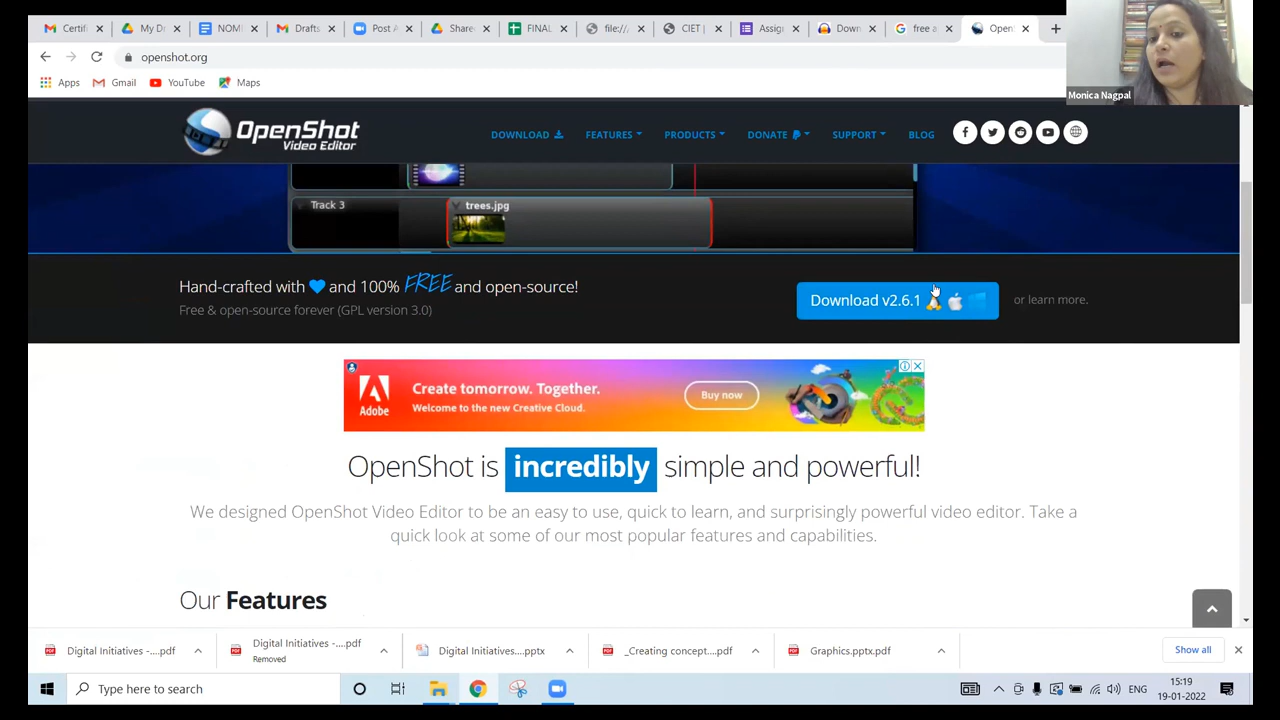 Certifi
My Dr
NOMI
Drafts
Post A
Share
FINAL
file://
CIET
Assig
Down
free a
Open
openshot.org
Apps
Gmail
YouTube
Maps
Monica Nagpal
OpenShot
Video Editor
DOWNLOAD
FEATURES
PRODUCTS
DONATE
SUPPORT
BLOG
Track 3
trees.jpg
Hand-crafted with and 100% FREE and open-source!
Free & open-source forever (GPL version 3.0)
Download v2.6.1
or learn more.
Adobe
Create tomorrow. Together.
Welcome to the new Creative Cloud.
Buy now
OpenShot is incredibly simple and powerful!
We designed OpenShot Video Editor to be an easy to use, quick to learn, and surprisingly powerful video editor. Take a
quick look at some of our most popular features and capabilities.
Our Features
Digital Initiatives -....pdf
Digital Initiatives -....pdf
Removed
Digital Initiatives....pptx
_Creating concept....pdf
Graphics.pptx.pdf
Show all
Type here to search
ENG
15:19
19-01-2022